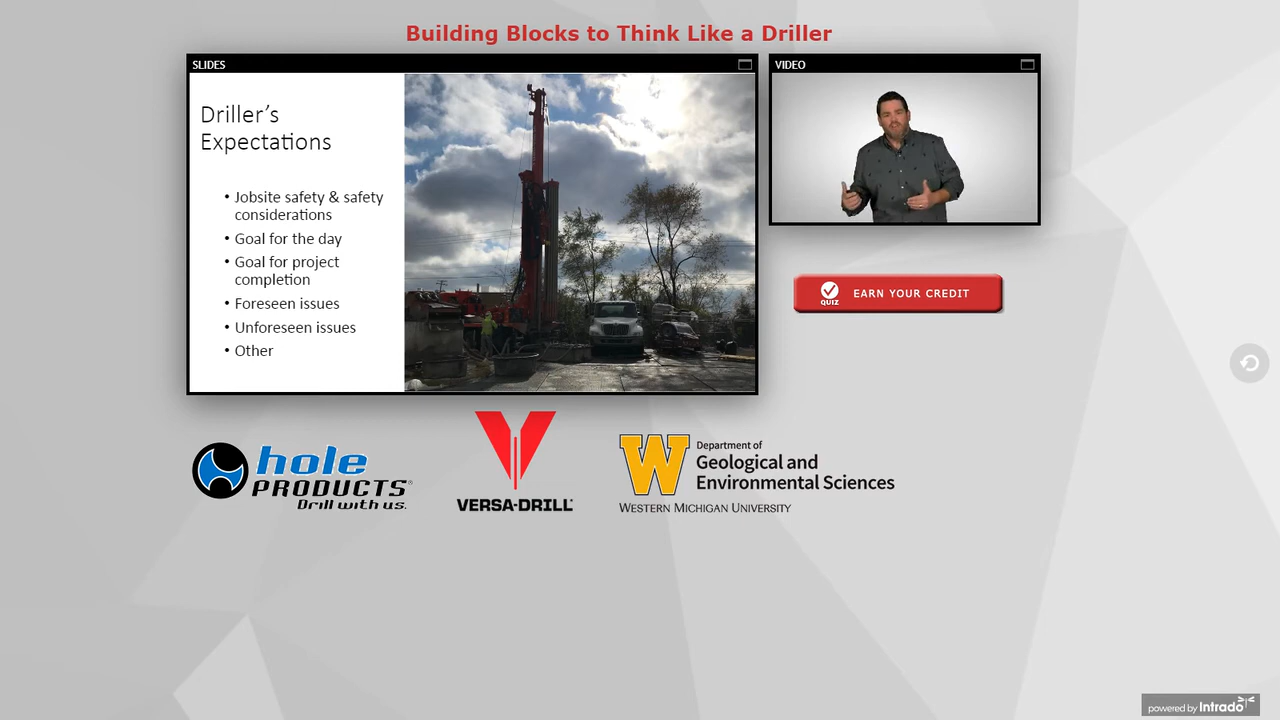 Building Blocks to Think Like a Driller
SLIDES
Driller's
Expectations
• Jobsite safety & safety
considerations
• Goal for the day
• Goal for project
completion
• Foreseen issues
• Unforeseen issues
• Other
VIDEO
QUIZ
EARN YOUR CREDIT
hole
PRODUCTS®
Drill with us.
VERSA-DRILL®
W
Department of
Geological and
Environmental Sciences
WESTERN MICHIGAN UNIVERSITY
powered by Intrado